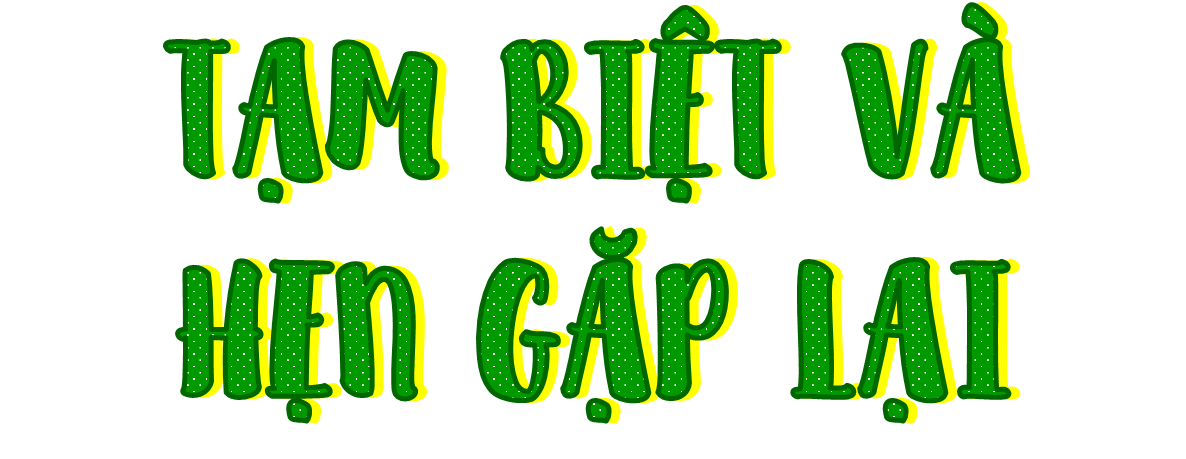 TẠM BIỆT VÀ
HẸN GẶP LẠI